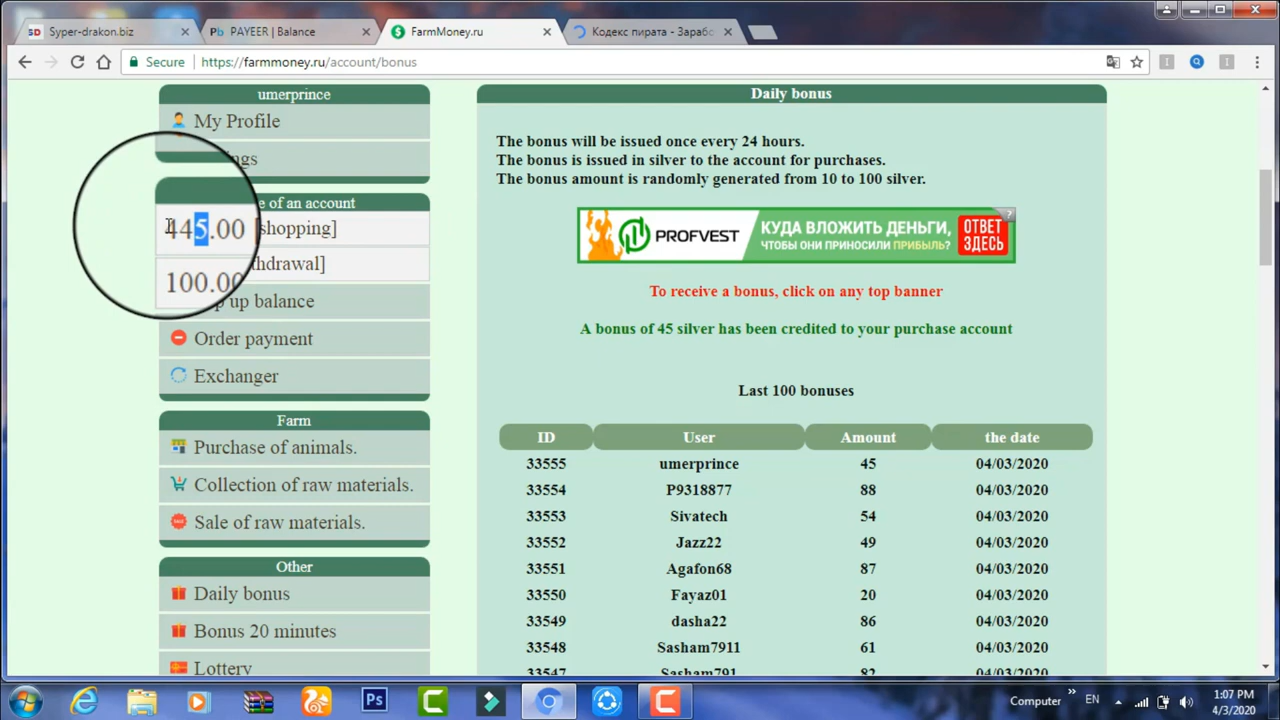 Syper-drakon.biz
PAYEER | Balance
FarmMoney.ru
Кодекс пирата - Зарабо
Secure
https://farmmoney.ru/account/bonus
umerprince
My Profile
of an account
445.00 [shopping]
100.00
Order payment
Exchanger
Farm
Purchase of animals.
Collection of raw materials.
Sale of raw materials.
Other
Daily bonus
Bonus 20 minutes
Lottery
Daily bonus
The bonus will be issued once every 24 hours.
The bonus is issued in silver to the account for purchases.
The bonus amount is randomly generated from 10 to 100 silver.
PROFVEST
КУДА ВЛОЖИТЬ ДЕНЬГИ,
ЧТОБЫ ОНИ ПРИНОСИЛИ ПРИБЫЛЬ?
ОТВЕТ
ЗДЕСЬ
To receive a bonus, click on any top banner
A bonus of 45 silver has been credited to your purchase account
Last 100 bonuses
ID User Amount the date
33555 umerprince 45 04/03/2020
33554 P9318877 88 04/03/2020
33553 Sivatech 54 04/03/2020
33552 Jazz22 49 04/03/2020
33551 Agafon68 87 04/03/2020
33550 Fayaz01 20 04/03/2020
33549 dasha22 86 04/03/2020
33548 Sasham7911 61 04/03/2020
33547 Sasham791 82 04/03/2020
Computer
EN
1:07 PM
4/3/2020